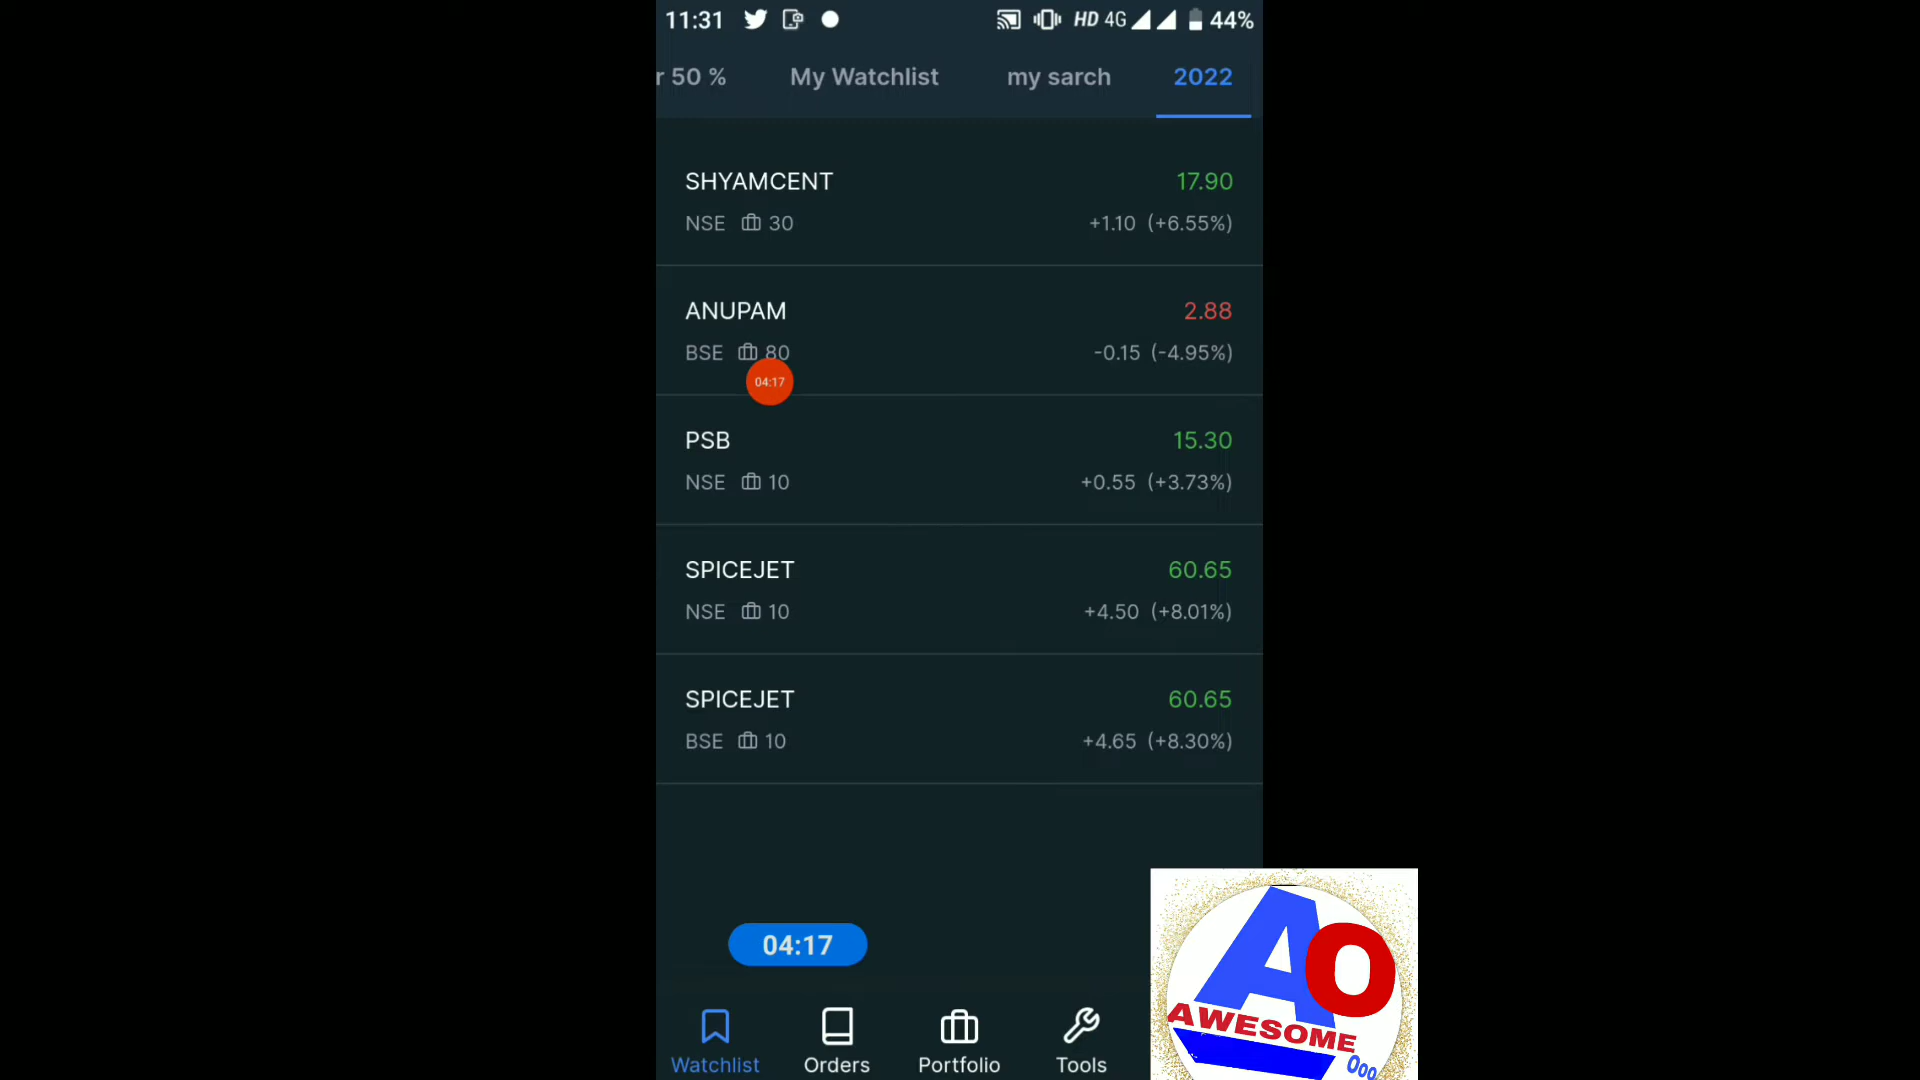 11:31 HD 4G 44%
r 50 % My Watchlist my sarch 2022
SHYAMCENT 17.90
NSE 30 +1.10 (+6.55%)
ANUPAM 2.88
BSE 80 -0.15 (-4.95%)
04:17
PSB 15.30
NSE 10 +0.55 (+3.73%)
SPICEJET 60.65
NSE 10 +4.50 (+8.01%)
SPICEJET 60.65
BSE 10 +4.65 (+8.30%)
04:17
Watchlist Orders Portfolio Tools
AO
AWESOME
000